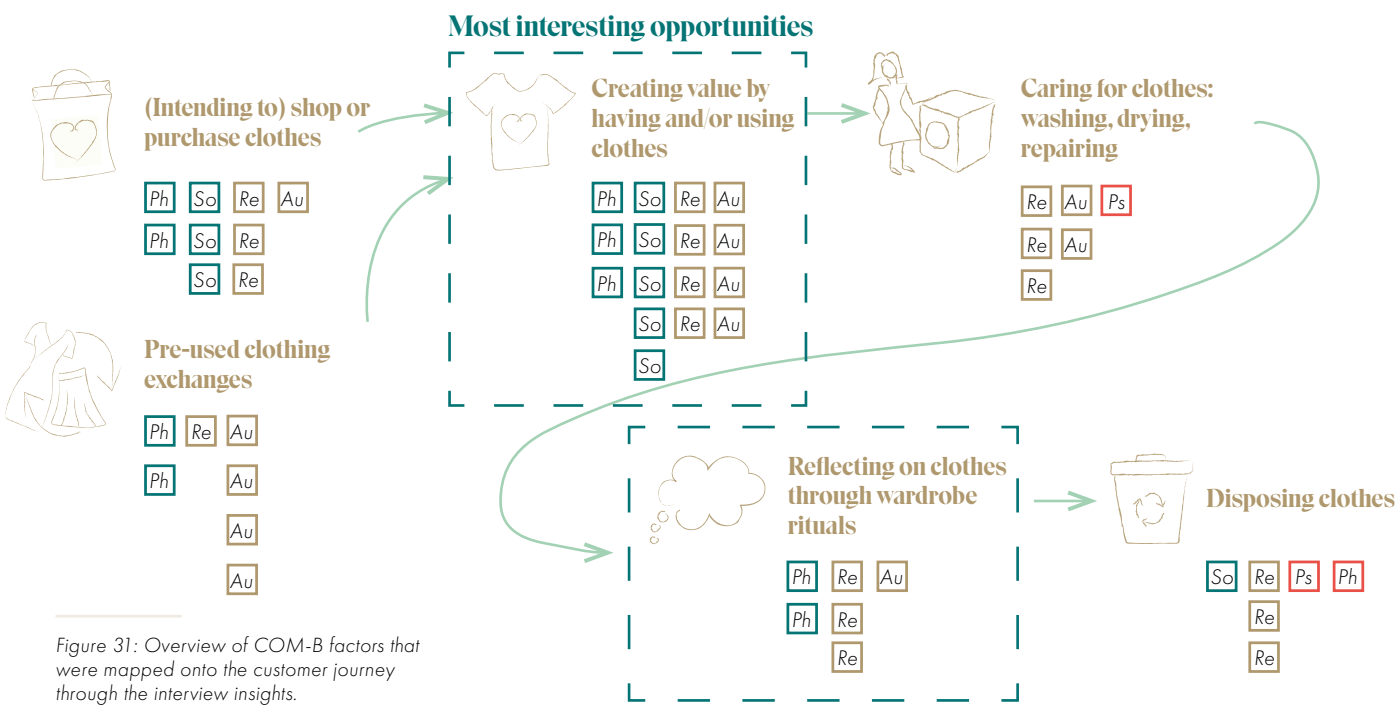 Most interesting opportunities
(Intending to) shop or
purchase clothes
Ph So Re Au
Ph So Re
So Re
Pre-used clothing
exchanges
Ph Re Au
Ph Au
Au
Au
Creating value by
having and/or using
clothes
Ph So Re Au
Ph So Re Au
Ph So Re Au
So Re Au
So
Caring for clothes:
washing, drying,
repairing
Re Au Ps
Re Au
Re
Reflecting on clothes
through wardrobe
rituals
Ph Re Au
Ph Re
Re
Disposing clothes
So Re Ps Ph
Re
Re
Figure 31: Overview of COM-B factors that
were mapped onto the customer journey
through the interview insights.